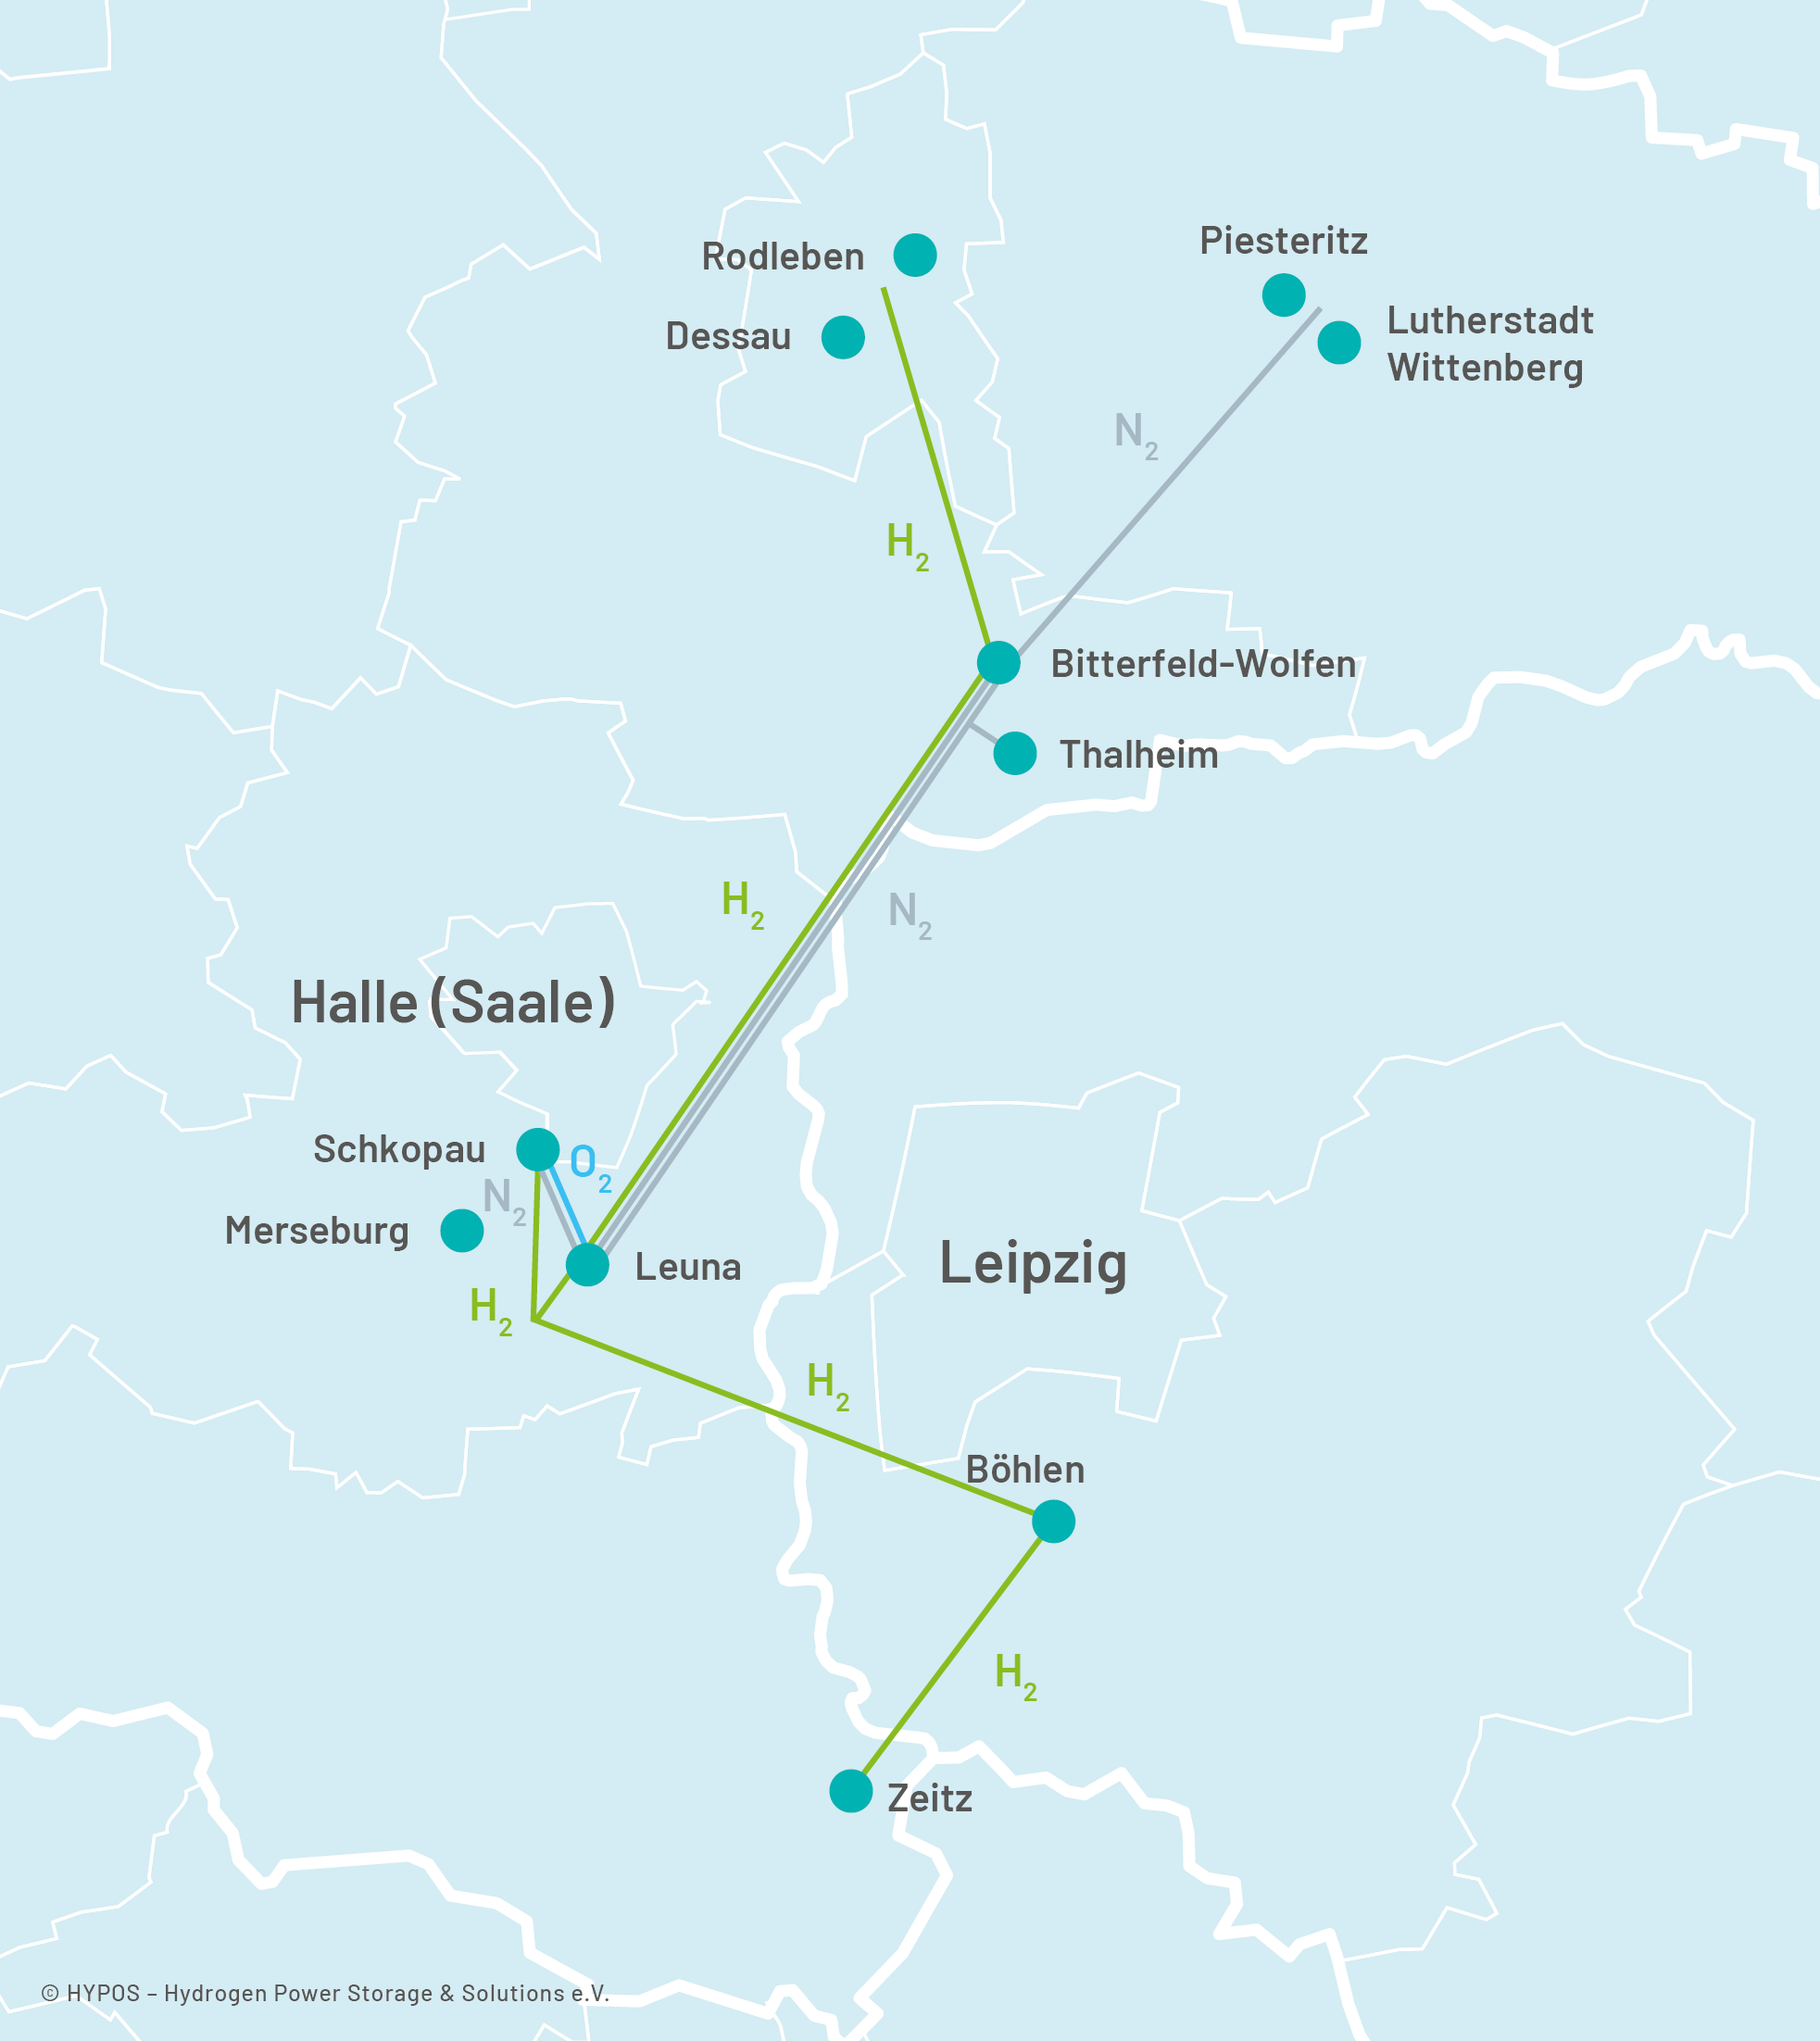 Piesteritz
Rodleben
Lutherstadt
Wittenberg
Dessau
N2
H2
Bitterfeld-Wolfen
Thalheim
H2
N2
Halle (Saale)
Schkopau
O2
N2
Merseburg
Leuna
Leipzig
H2
H2
Böhlen
H2
Zeitz
© HYPOS – Hydrogen Power Storage & Solutions e.V.